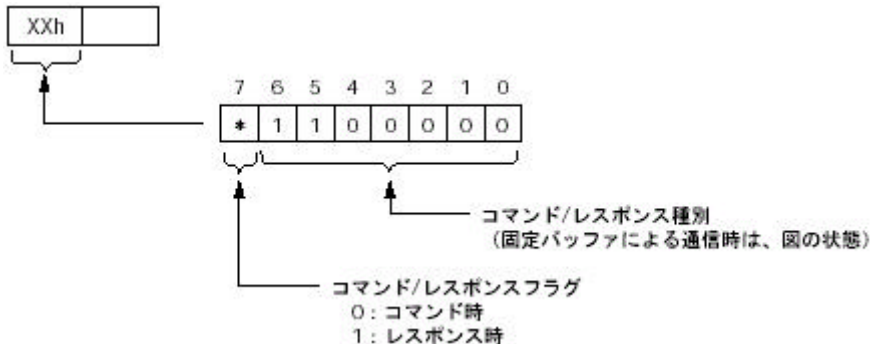 XXh
7 6 5 4 3 2 1 0
* 1 1 0 0 0 0 0
コマンド/レスポンス種別
（固定バッファによる通信時は、図の状態）
コマンド/レスポンスフラグ
0：コマンド時
1：レスポンス時